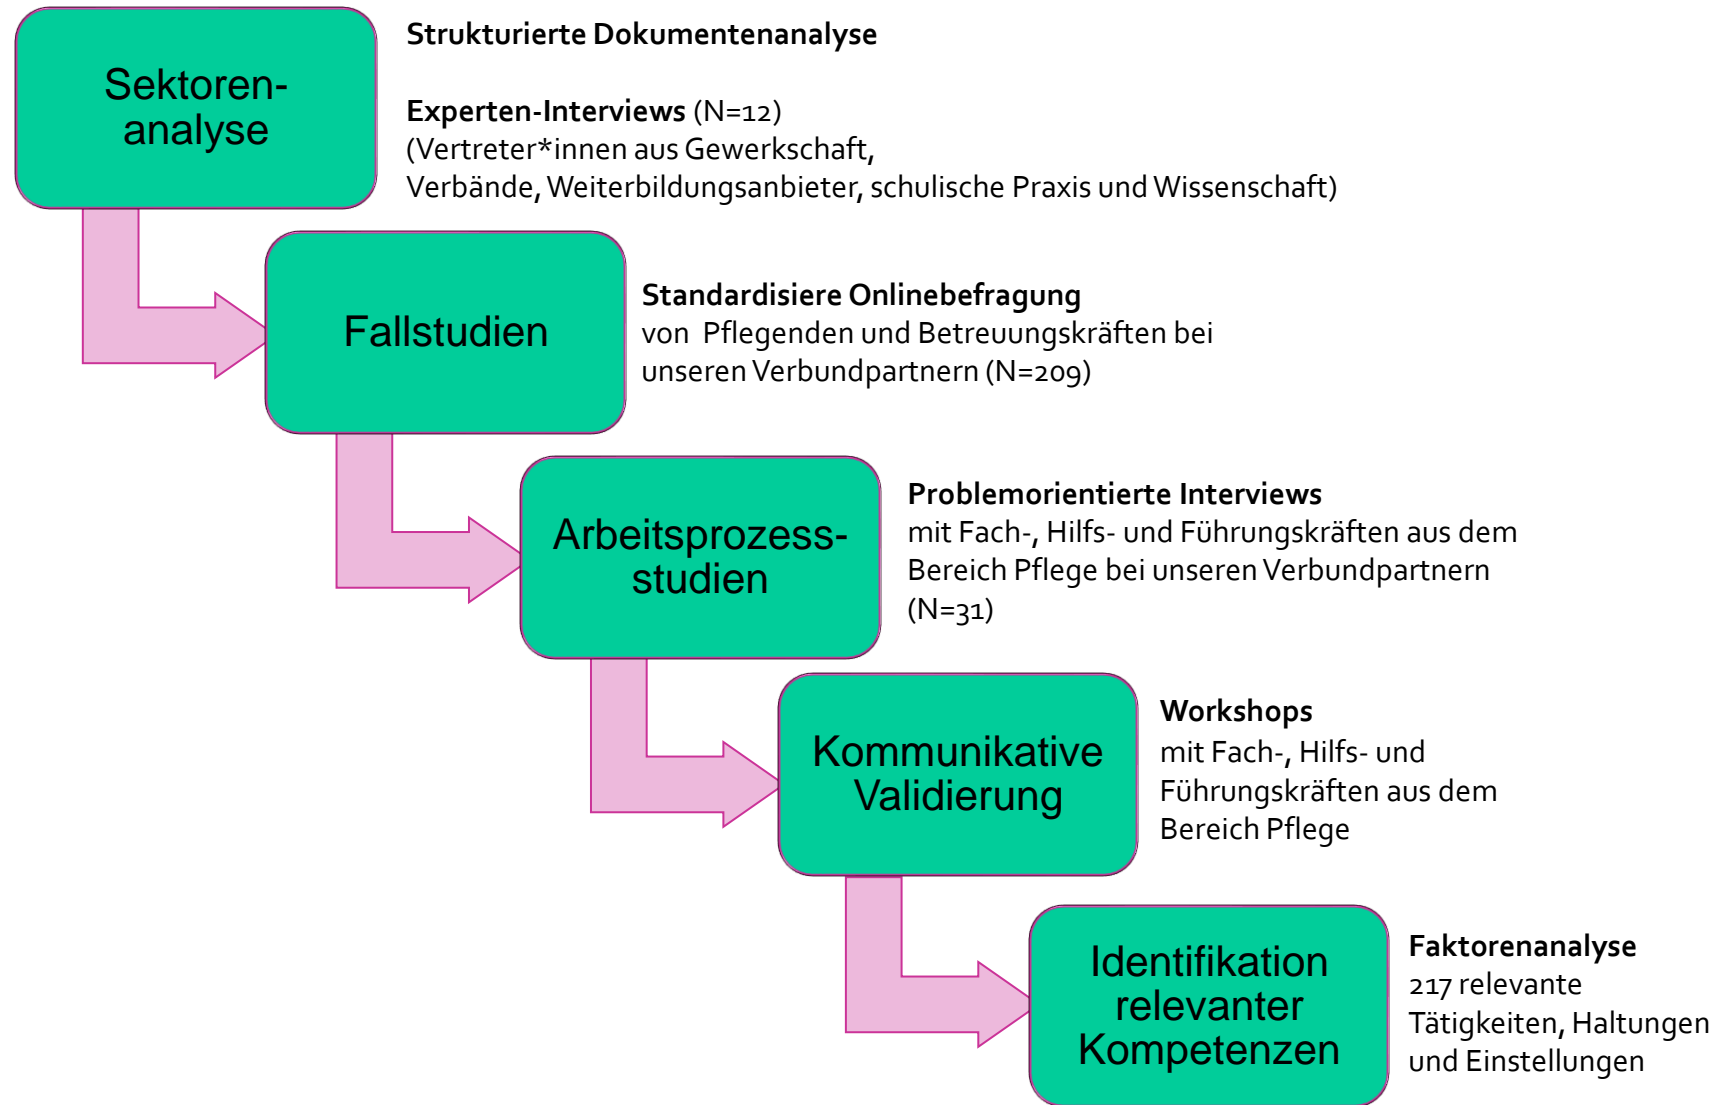 Sektoren-
analyse
Strukturierte Dokumentenanalyse
Experten-Interviews (N=12)
(Vertreter*innen aus Gewerkschaft,
Verbände, Weiterbildungsanbieter, schulische Praxis und Wissenschaft)
Fallstudien
Standardisiere Onlinebefragung
von Pflegenden und Betreuungskräften bei
unseren Verbundpartnern (N=209)
Arbeitsprozess-
studien
Problemorientierte Interviews
mit Fach-, Hilfs- und Führungskräften aus dem
Bereich Pflege bei unseren Verbundpartnern
(N=31)
Kommunikative
Validierung
Workshops
mit Fach-, Hilfs- und
Führungskräften aus dem
Bereich Pflege
Identifikation
relevanter
Kompetenzen
Faktorenanalyse
217 relevante
Tätigkeiten, Haltungen
und Einstellungen